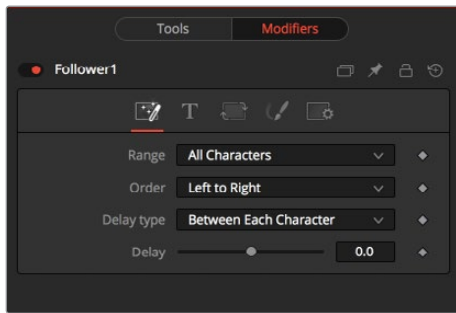 Tools Modifiers
Follower1
T
Range All Characters
Order Left to Right
Delay type Between Each Character
Delay 0.0